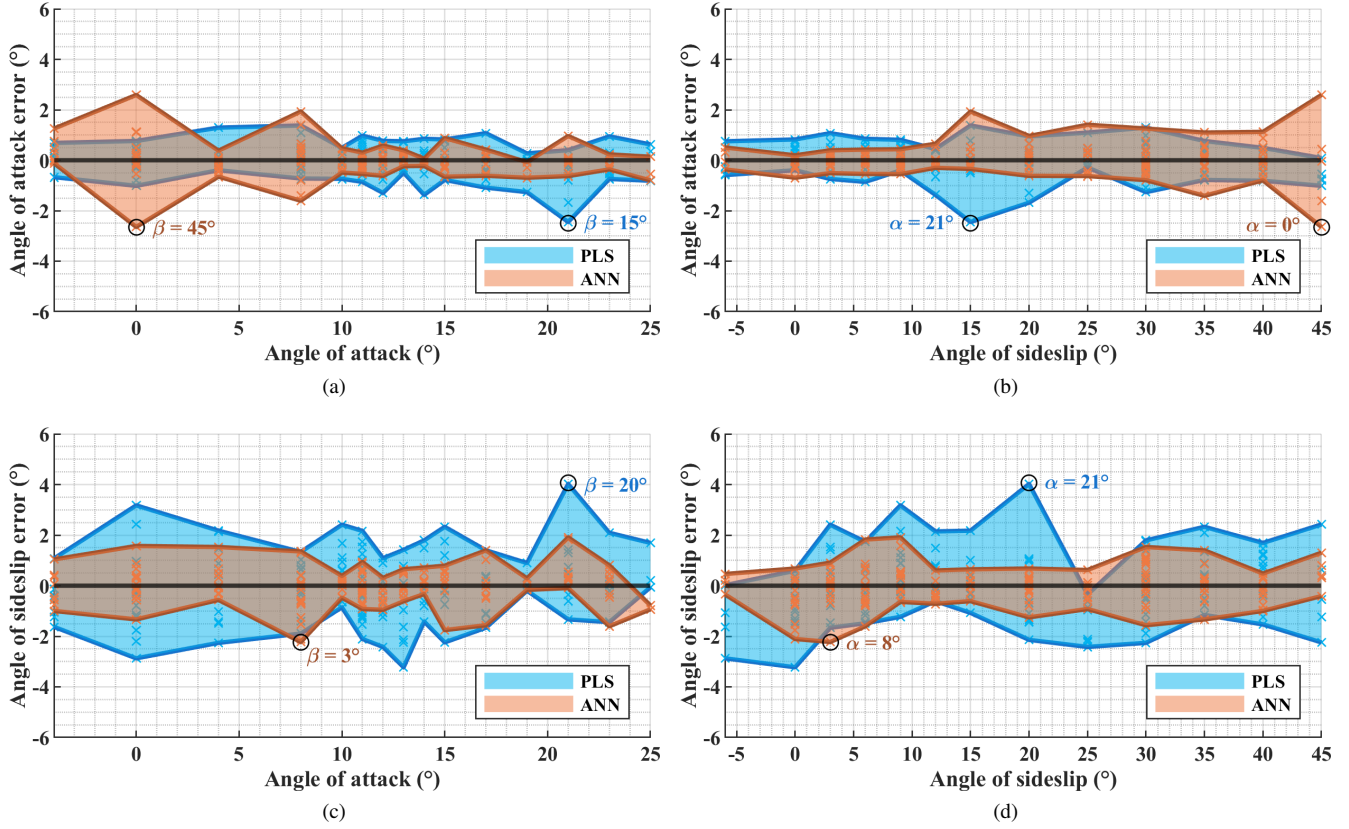 6
4
2
0
-2
-4
-6
Angle of attack error (°)
β = 45°
β = 15°
PLS
ANN
0
5
10
15
20
25
Angle of attack (°)
(a)
6
4
2
0
-2
-4
-6
Angle of attack error (°)
α = 21°
α = 0°
PLS
ANN
-5
0
5
10
15
20
25
30
35
40
45
Angle of sideslip (°)
(b)
6
4
2
0
-2
-4
-6
Angle of sideslip error (°)
β = 20°
β = 3°
PLS
ANN
0
5
10
15
20
25
Angle of attack (°)
(c)
6
4
2
0
-2
-4
-6
Angle of sideslip error (°)
α = 21°
α = 8°
PLS
ANN
-5
0
5
10
15
20
25
30
35
40
45
Angle of sideslip (°)
(d)